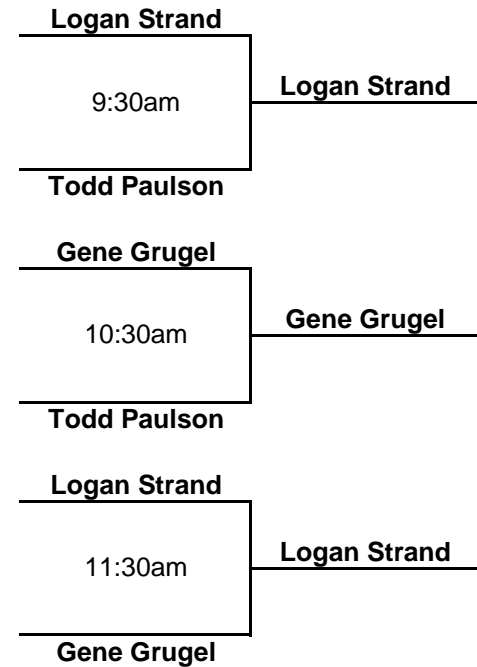 Logan Strand
9:30am
Logan Strand
Todd Paulson
Gene Grugel
10:30am
Gene Grugel
Todd Paulson
Logan Strand
11:30am
Logan Strand
Gene Grugel